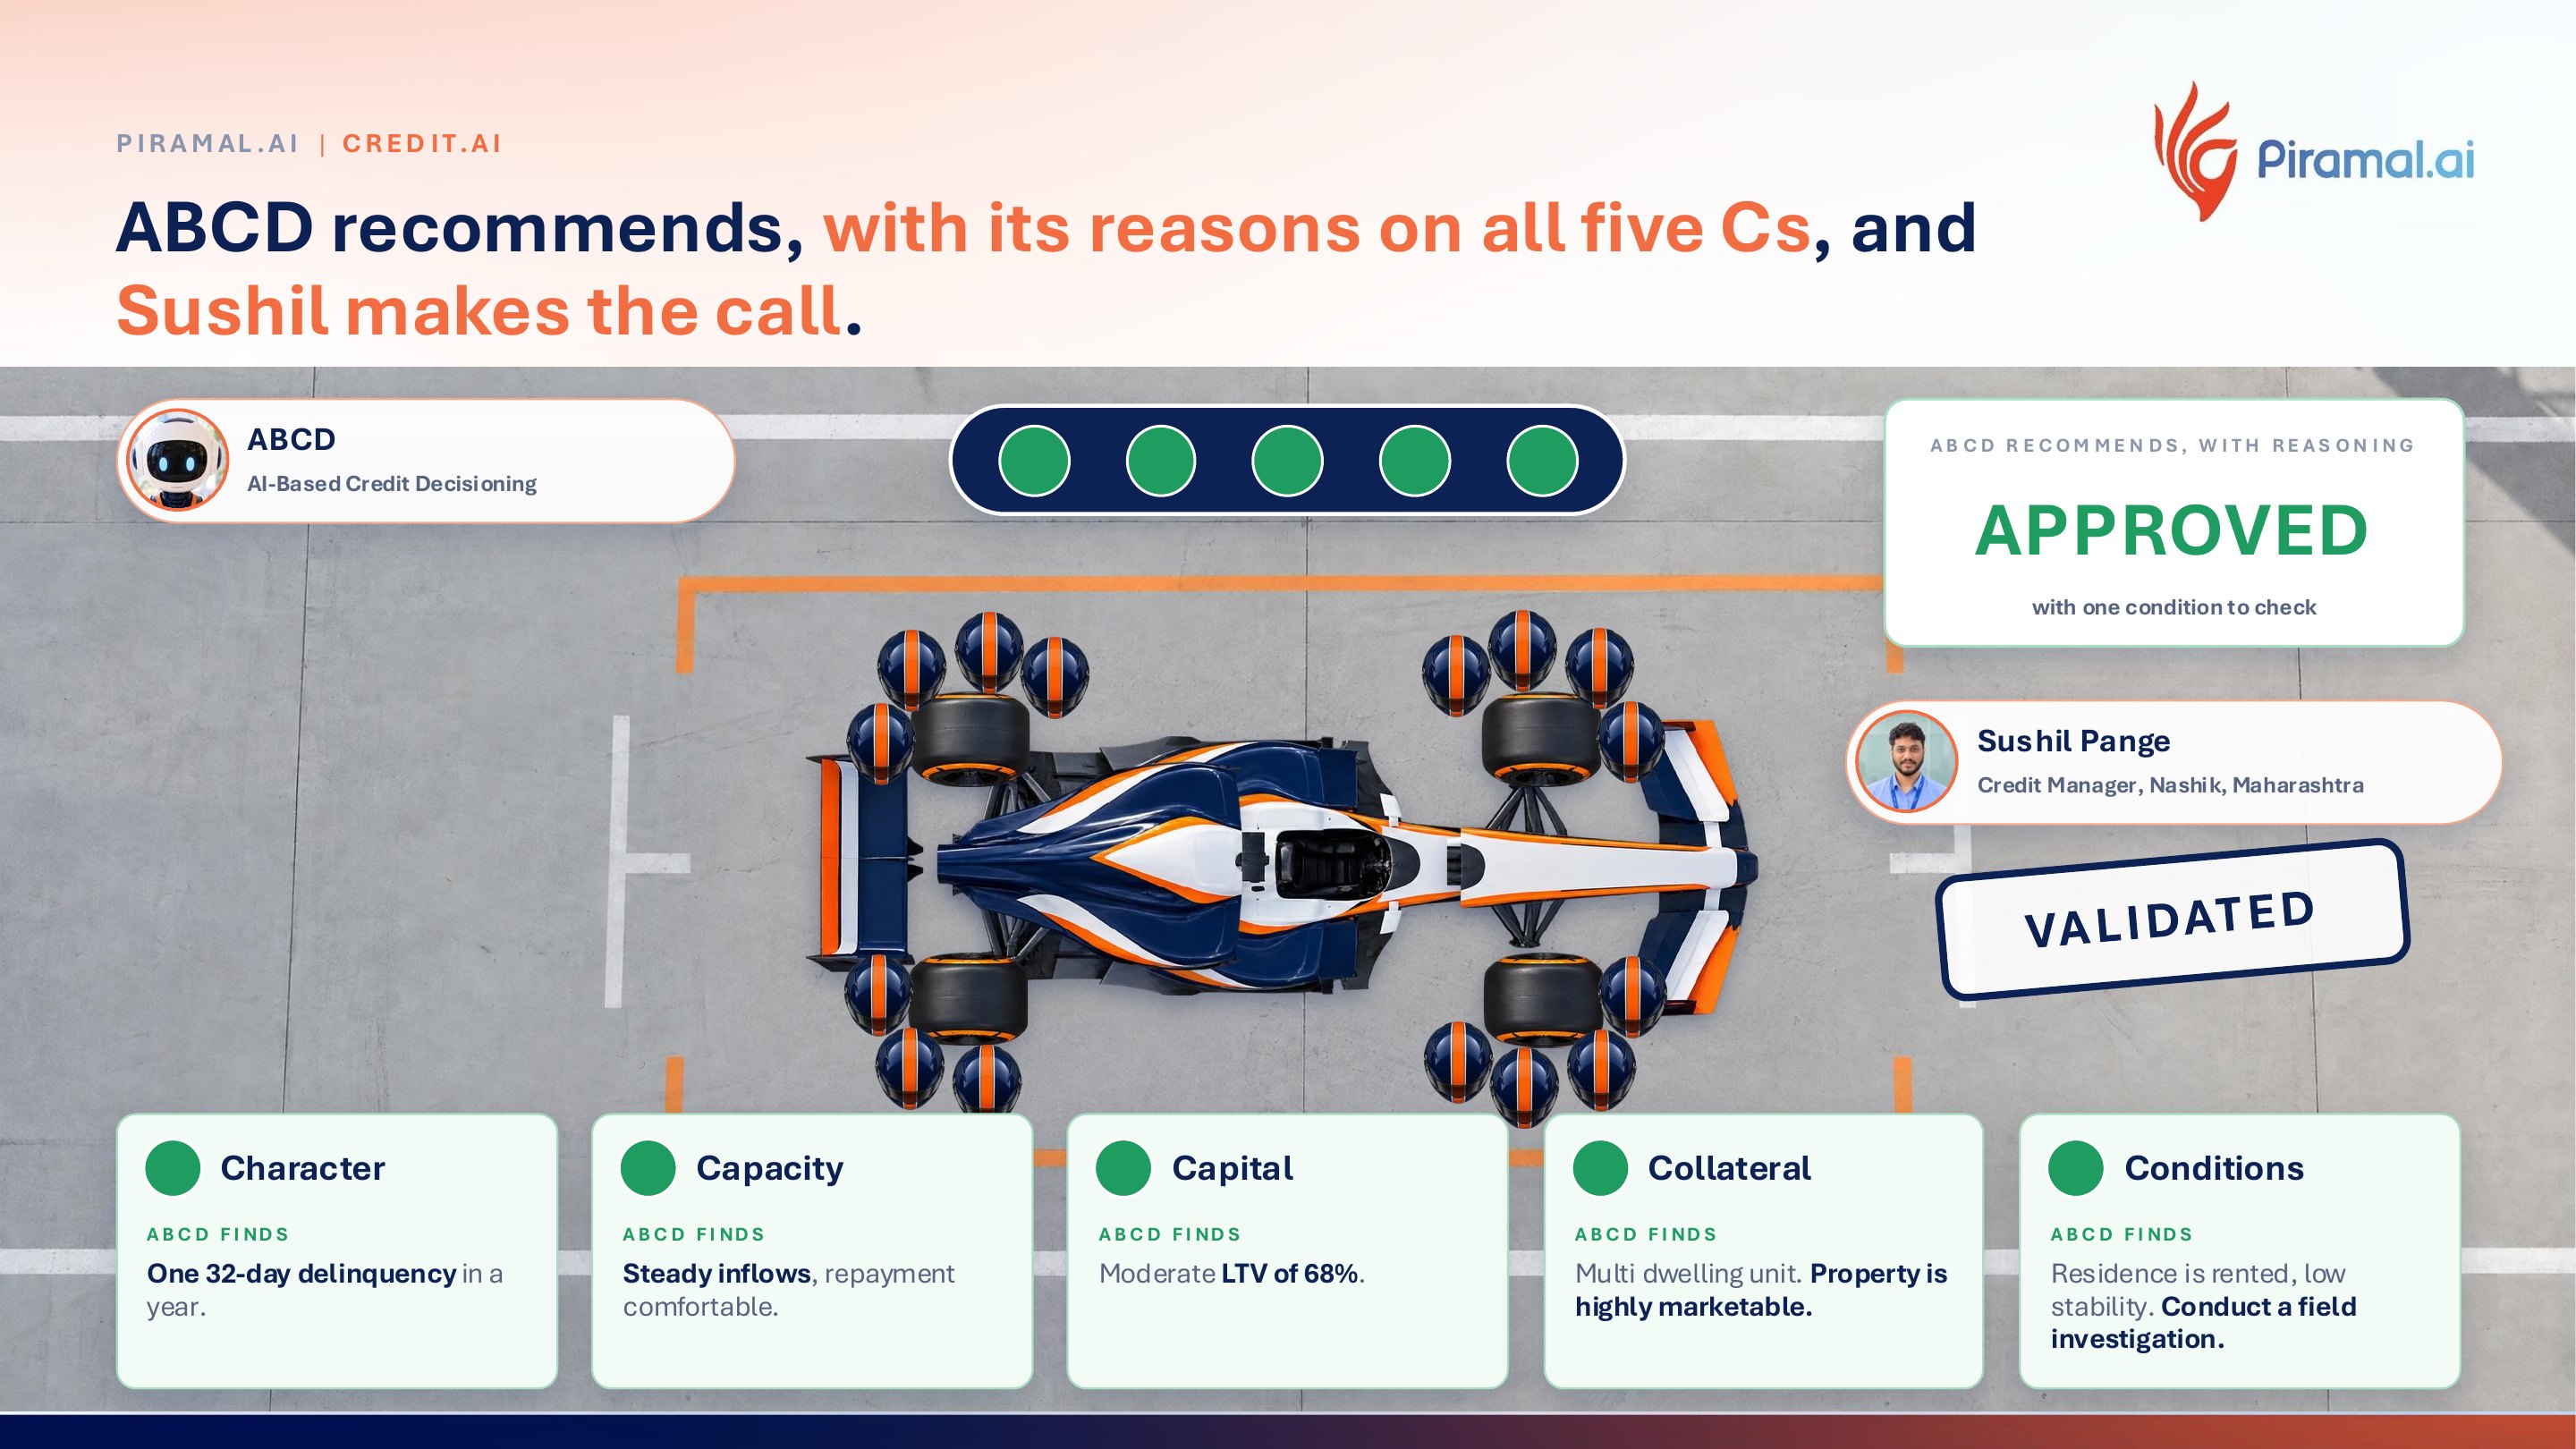 PIRAMAL.AI | CREDIT.AI
Piramal.ai
ABCD recommends, with its reasons on all five Cs, and
Sushil makes the call.
ABCD
AI-Based Credit Decisioning
ABCD RECOMMENDS, WITH REASONING
APPROVED
with one condition to check
Sushil Pange
Credit Manager, Nashik, Maharashtra
VALIDATED
Character
ABCD FINDS
One 32-day delinquency in a
year.
Capacity
ABCD FINDS
Steady inflows, repayment
comfortable.
Capital
ABCD FINDS
Moderate LTV of 68%.
Collateral
ABCD FINDS
Multi dwelling unit. Property is
highly marketable.
Conditions
ABCD FINDS
Residence is rented, low
stability. Conduct a field
investigation.